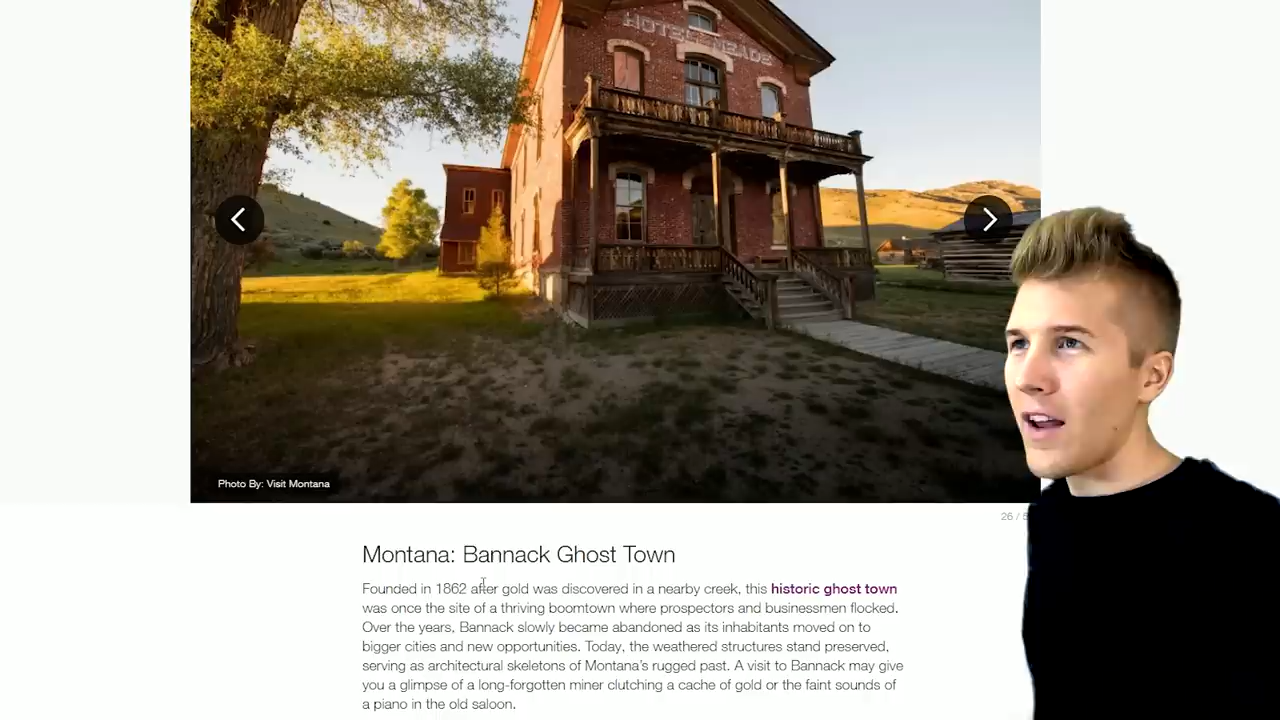 HOTEL MEADE
Photo By: Visit Montana
26 / 5
Montana: Bannack Ghost Town
Founded in 1862 after gold was discovered in a nearby creek, this historic ghost town
was once the site of a thriving boomtown where prospectors and businessmen flocked.
Over the years, Bannack slowly became abandoned as its inhabitants moved on to
bigger cities and new opportunities. Today, the weathered structures stand preserved,
serving as architectural skeletons of Montana's rugged past. A visit to Bannack may give
you a glimpse of a long-forgotten miner clutching a cache of gold or the faint sounds of
a piano in the old saloon.